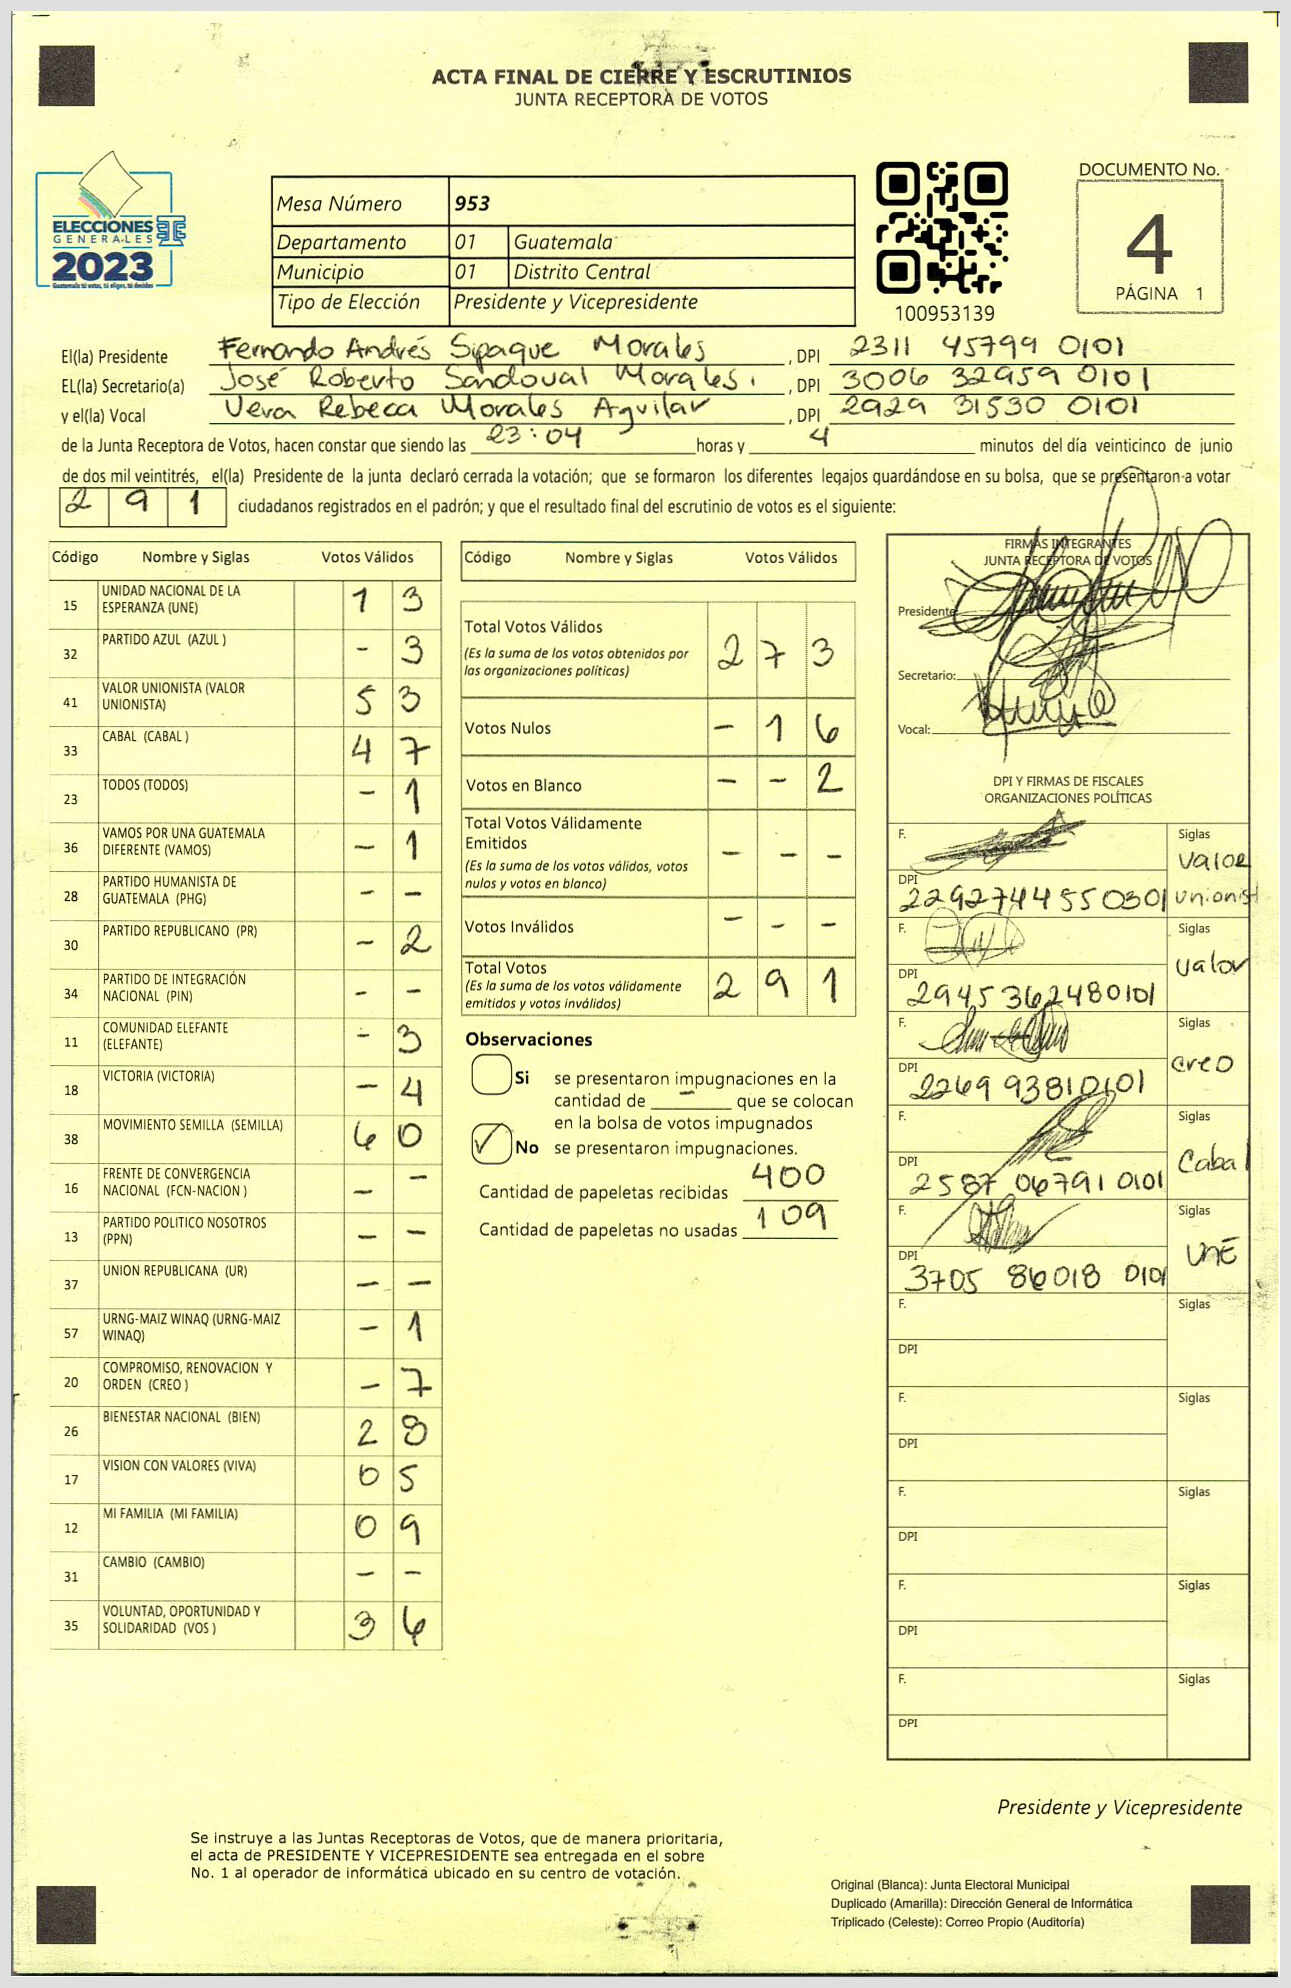 ACTA FINAL DE CIERRE Y ESCRUTINIOS
JUNTA RECEPTORA DE VOTOS
ELECCIONES
GENERALES
2023
Guatemala tú votas, tú eliges, tú decides
Mesa Número 953
Departamento 01 Guatemala
Municipio 01 Distrito Central
Tipo de Elección Presidente y Vicepresidente
100953139
DOCUMENTO No.
4
PÁGINA 1
El(la) Presidente Fernando Andrés Sipaque Morales, DPI 2311 45799 0101
EL(la) Secretario(a) José Roberto Sandoval Morales, DPI 3006 32959 0101
y el(la) Vocal Vera Rebeca Morales Aguilar, DPI 2929 31530 0101
de la Junta Receptora de Votos, hacen constar que siendo las 23:04 horas y 4 minutos del día veinticinco de junio
de dos mil veintitrés, el(la) Presidente de la junta declaró cerrada la votación; que se formaron los diferentes legajos guardándose en su bolsa, que se presentaron a votar
291 ciudadanos registrados en el padrón; y que el resultado final del escrutinio de votos es el siguiente:
Código Nombre y Siglas Votos Válidos
15 UNIDAD NACIONAL DE LA
ESPERANZA (UNE) 1 3
32 PARTIDO AZUL (AZUL ) - 3
41 VALOR UNIONISTA (VALOR
UNIONISTA) 5 3
33 CABAL (CABAL ) 4 7
23 TODOS (TODOS) - 1
36 VAMOS POR UNA GUATEMALA
DIFERENTE (VAMOS) - 1
28 PARTIDO HUMANISTA DE
GUATEMALA (PHG) - -
30 PARTIDO REPUBLICANO (PR) - 2
34 PARTIDO DE INTEGRACIÓN
NACIONAL (PIN) - -
11 COMUNIDAD ELEFANTE
(ELEFANTE) - 3
18 VICTORIA (VICTORIA) - 4
38 MOVIMIENTO SEMILLA (SEMILLA) 6 0
16 FRENTE DE CONVERGENCIA
NACIONAL (FCN-NACION ) - -
13 PARTIDO POLITICO NOSOTROS
(PPN) - -
37 UNION REPUBLICANA (UR) - -
57 URNG-MAIZ WINAQ (URNG-MAIZ
WINAQ) - 1
20 COMPROMISO, RENOVACION Y
ORDEN (CREO ) - 7
26 BIENESTAR NACIONAL (BIEN) 2 8
17 VISION CON VALORES (VIVA) 0 5
12 MI FAMILIA (MI FAMILIA) 0 9
31 CAMBIO (CAMBIO) - -
35 VOLUNTAD, OPORTUNIDAD Y
SOLIDARIDAD (VOS ) 3 6
Código Nombre y Siglas Votos Válidos
Total Votos Válidos 2 7 3
(Es la suma de los votos obtenidos por
las organizaciones políticas)
Votos Nulos - 1 6
Votos en Blanco - - 2
Total Votos Válidamente
Emitidos - - -
(Es la suma de los votos válidos, votos
nulos y votos en blanco)
Votos Inválidos - - -
Total Votos 2 9 1
(Es la suma de los votos válidamente
emitidos y votos inválidos)
Observaciones
Si se presentaron impugnaciones en la
cantidad de - que se colocan
en la bolsa de votos impugnados
✓ No se presentaron impugnaciones.
Cantidad de papeletas recibidas 400
Cantidad de papeletas no usadas 109
FIRMAS INTEGRANTES
JUNTA RECEPTORA DE VOTOS
Presidente:
Secretario:
Vocal:
DPI Y FIRMAS DE FISCALES
ORGANIZACIONES POLÍTICAS
F. Siglas
Valor
DPI 2292744550301 unionist
F. Siglas
Valor
DPI 2945362480101
F. Siglas
Creo
DPI 2269 93810101
F. Siglas
Cabal
DPI 2587 06791 0101
F. Siglas
UNE
DPI 3705 86018 0101
F. Siglas
DPI
F. Siglas
DPI
F. Siglas
DPI
F. Siglas
DPI
F. Siglas
DPI
Presidente y Vicepresidente
Se instruye a las Juntas Receptoras de Votos, que de manera prioritaria,
el acta de PRESIDENTE Y VICEPRESIDENTE sea entregada en el sobre
No. 1 al operador de informática ubicado en su centro de votación.
Original (Blanca): Junta Electoral Municipal
Duplicado (Amarilla): Dirección General de Informática
Triplicado (Celeste): Correo Propio (Auditoría)